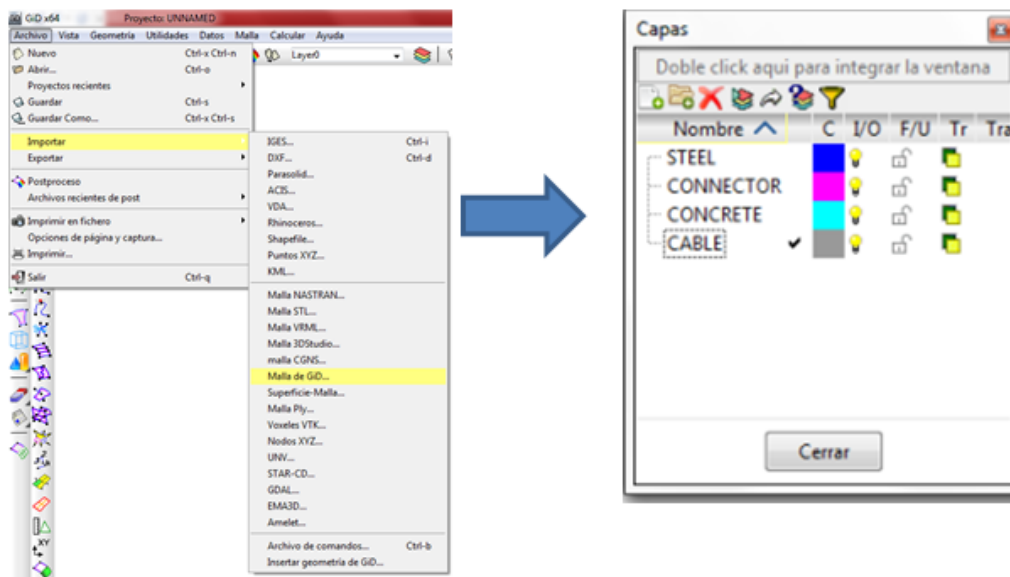 GiD x64 Proyecto: UNNAMED
Archivo Vista Geometría Utilidades Datos Malla Calcular Ayuda
Nuevo Ctrl-x Ctrl-n
Layer0
Abrir... Ctrl-o
Proyectos recientes
Guardar Ctrl-s
Guardar Como... Ctrl-x Ctrl-s
Importar
Exportar
Postproceso
Archivos recientes de post
Imprimir en fichero
Opciones de página y captura...
Imprimir...
Salir Ctrl-q
IGES... Ctrl-i
DXF... Ctrl-d
Parasolid...
ACIS...
VDA...
Rhinoceros...
Shapefile...
Puntos XYZ...
KML...
Malla NASTRAN...
Malla STL...
Malla VRML...
Malla 3DStudio...
malla CGNS...
Malla de GiD...
Superficie-Malla...
Malla Ply...
Voxeles VTK...
Nodos XYZ...
UNV...
STAR-CD...
GDAL...
EMA3D...
Amelet...
Archivo de comandos... Ctrl-b
Insertar geometría de GiD...
XY
Capas
Doble click aquí para integrar la ventana
Nombre C I/O F/U Tr Tra
STEEL
CONNECTOR
CONCRETE
CABLE
Cerrar